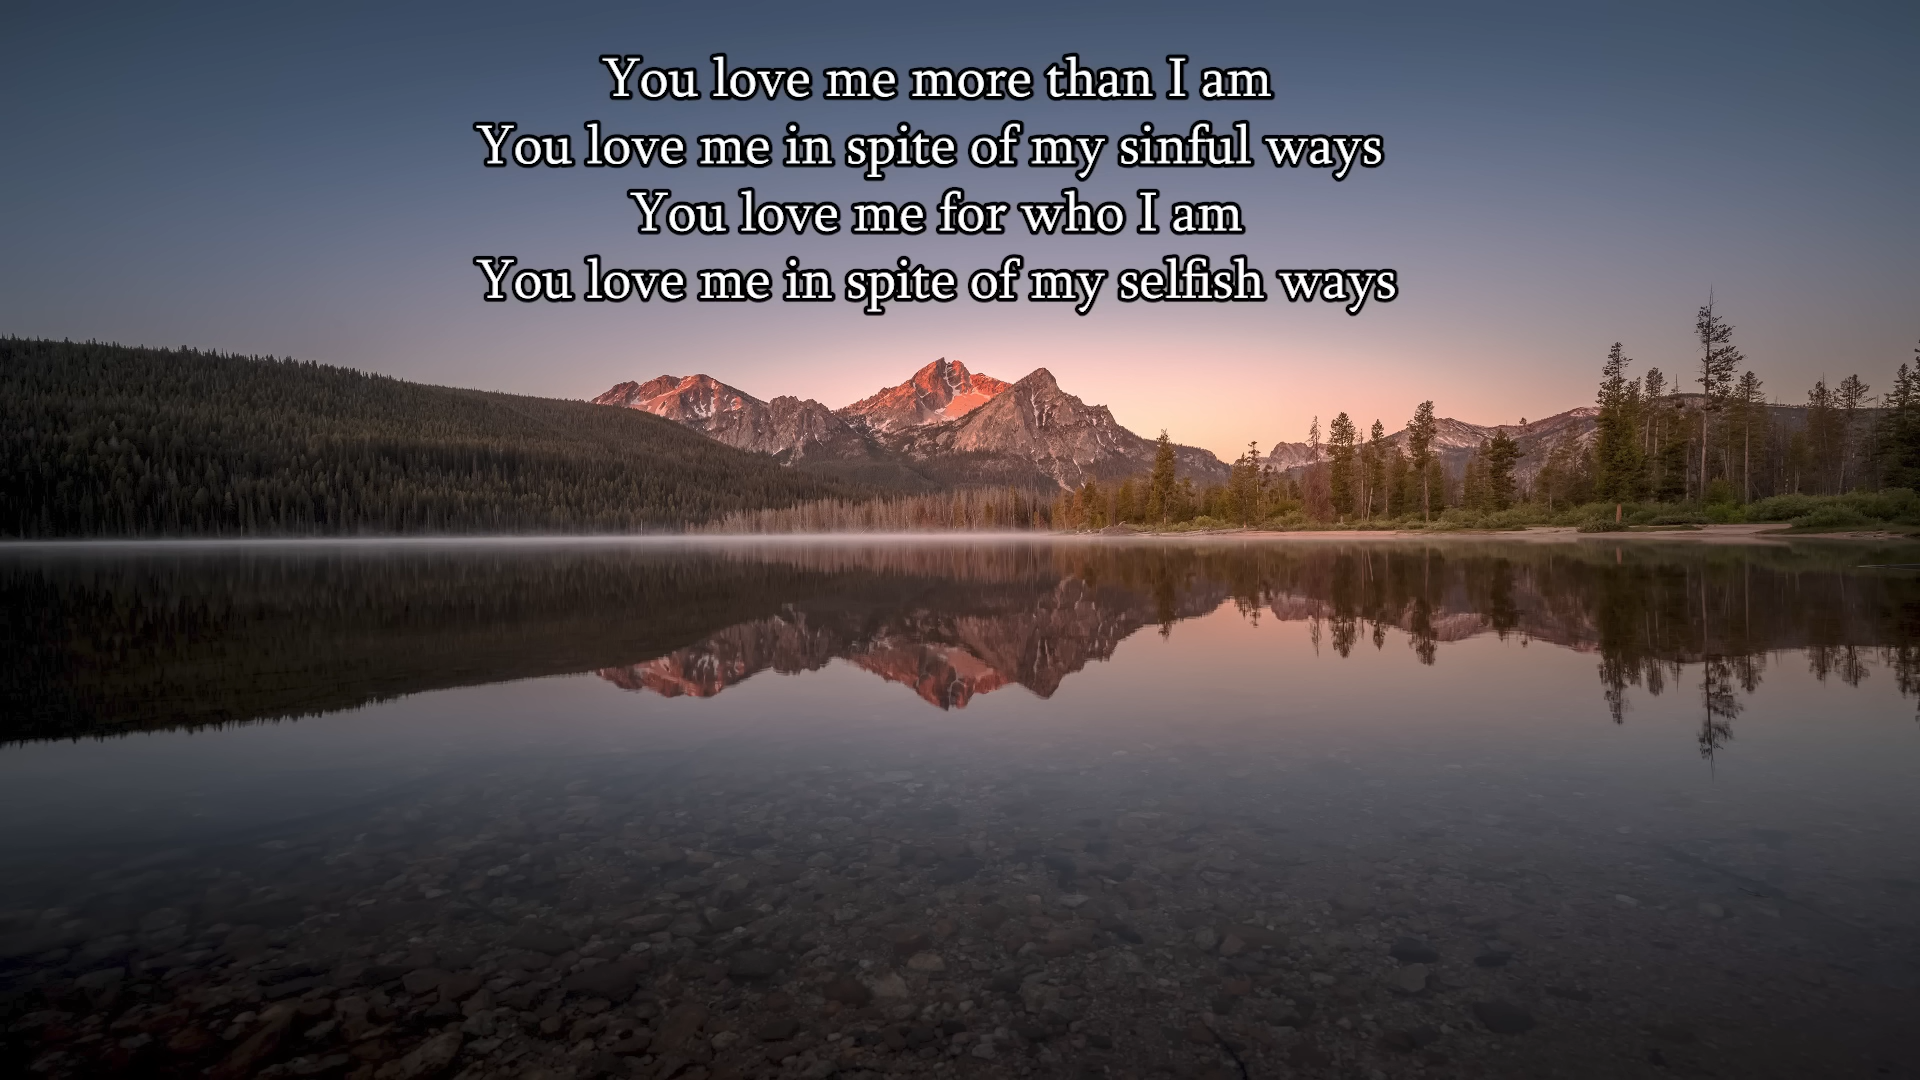 You love me more than I am
You love me in spite of my sinful ways
You love me for who I am
You love me in spite of my selfish ways